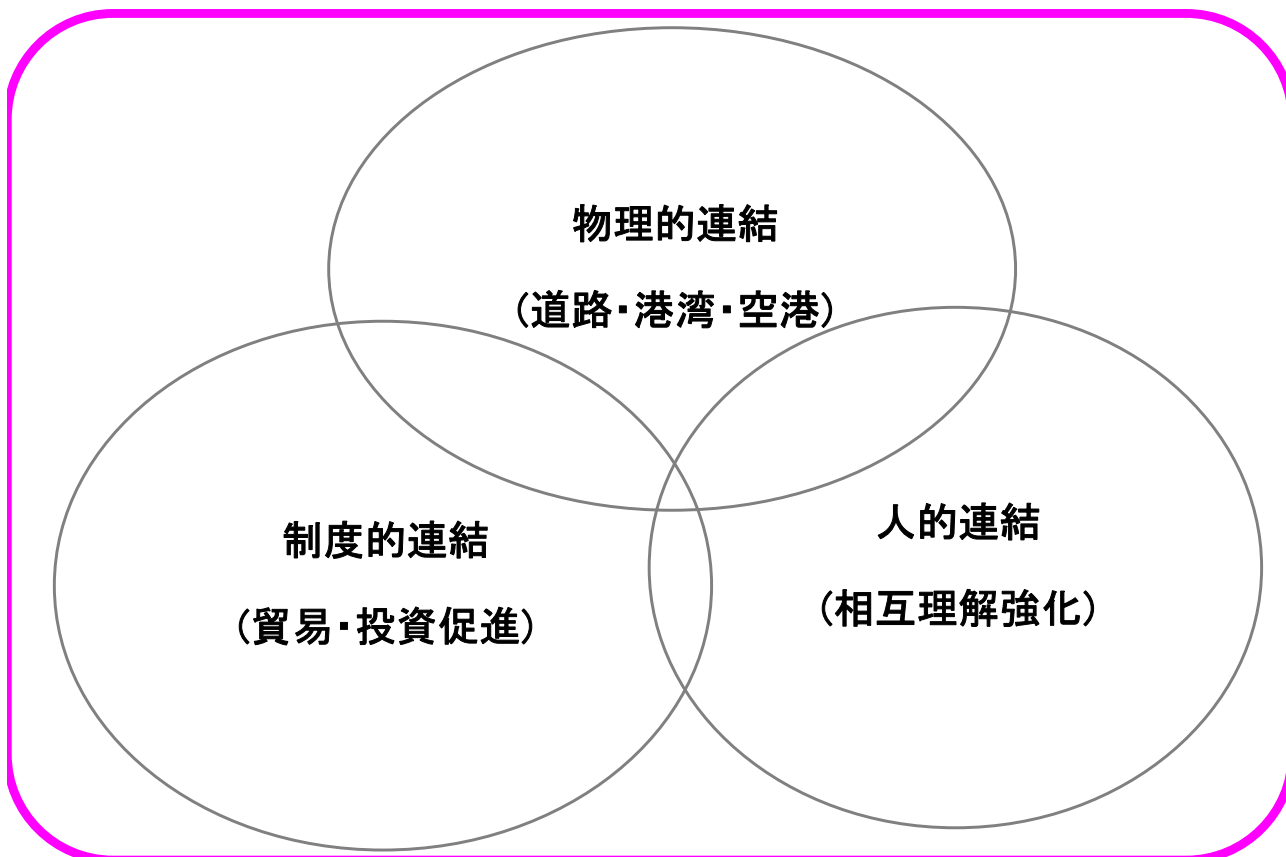 物理的連結
（道路・港湾・空港）
制度的連結
（貿易・投資促進）
人的連結
（相互理解強化）